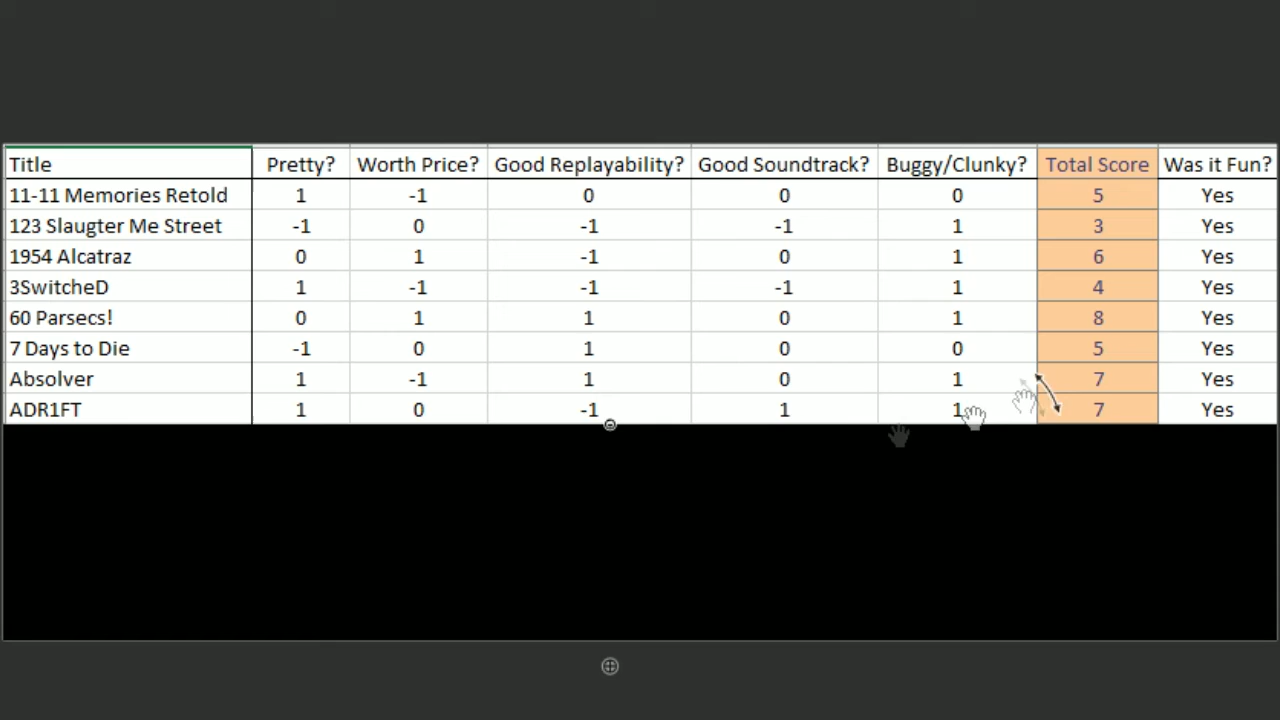 Title Pretty? Worth Price? Good Replayability? Good Soundtrack? Buggy/Clunky? Total Score Was it Fun?
11-11 Memories Retold 1 -1 0 0 0 5 Yes
123 Slaugter Me Street -1 0 -1 -1 1 3 Yes
1954 Alcatraz 0 1 -1 0 1 6 Yes
3SwitcheD 1 -1 -1 -1 1 4 Yes
60 Parsecs! 0 1 1 0 1 8 Yes
7 Days to Die -1 0 1 0 0 5 Yes
Absolver 1 -1 1 0 1 7 Yes
ADR1FT 1 0 -1 1 1 7 Yes